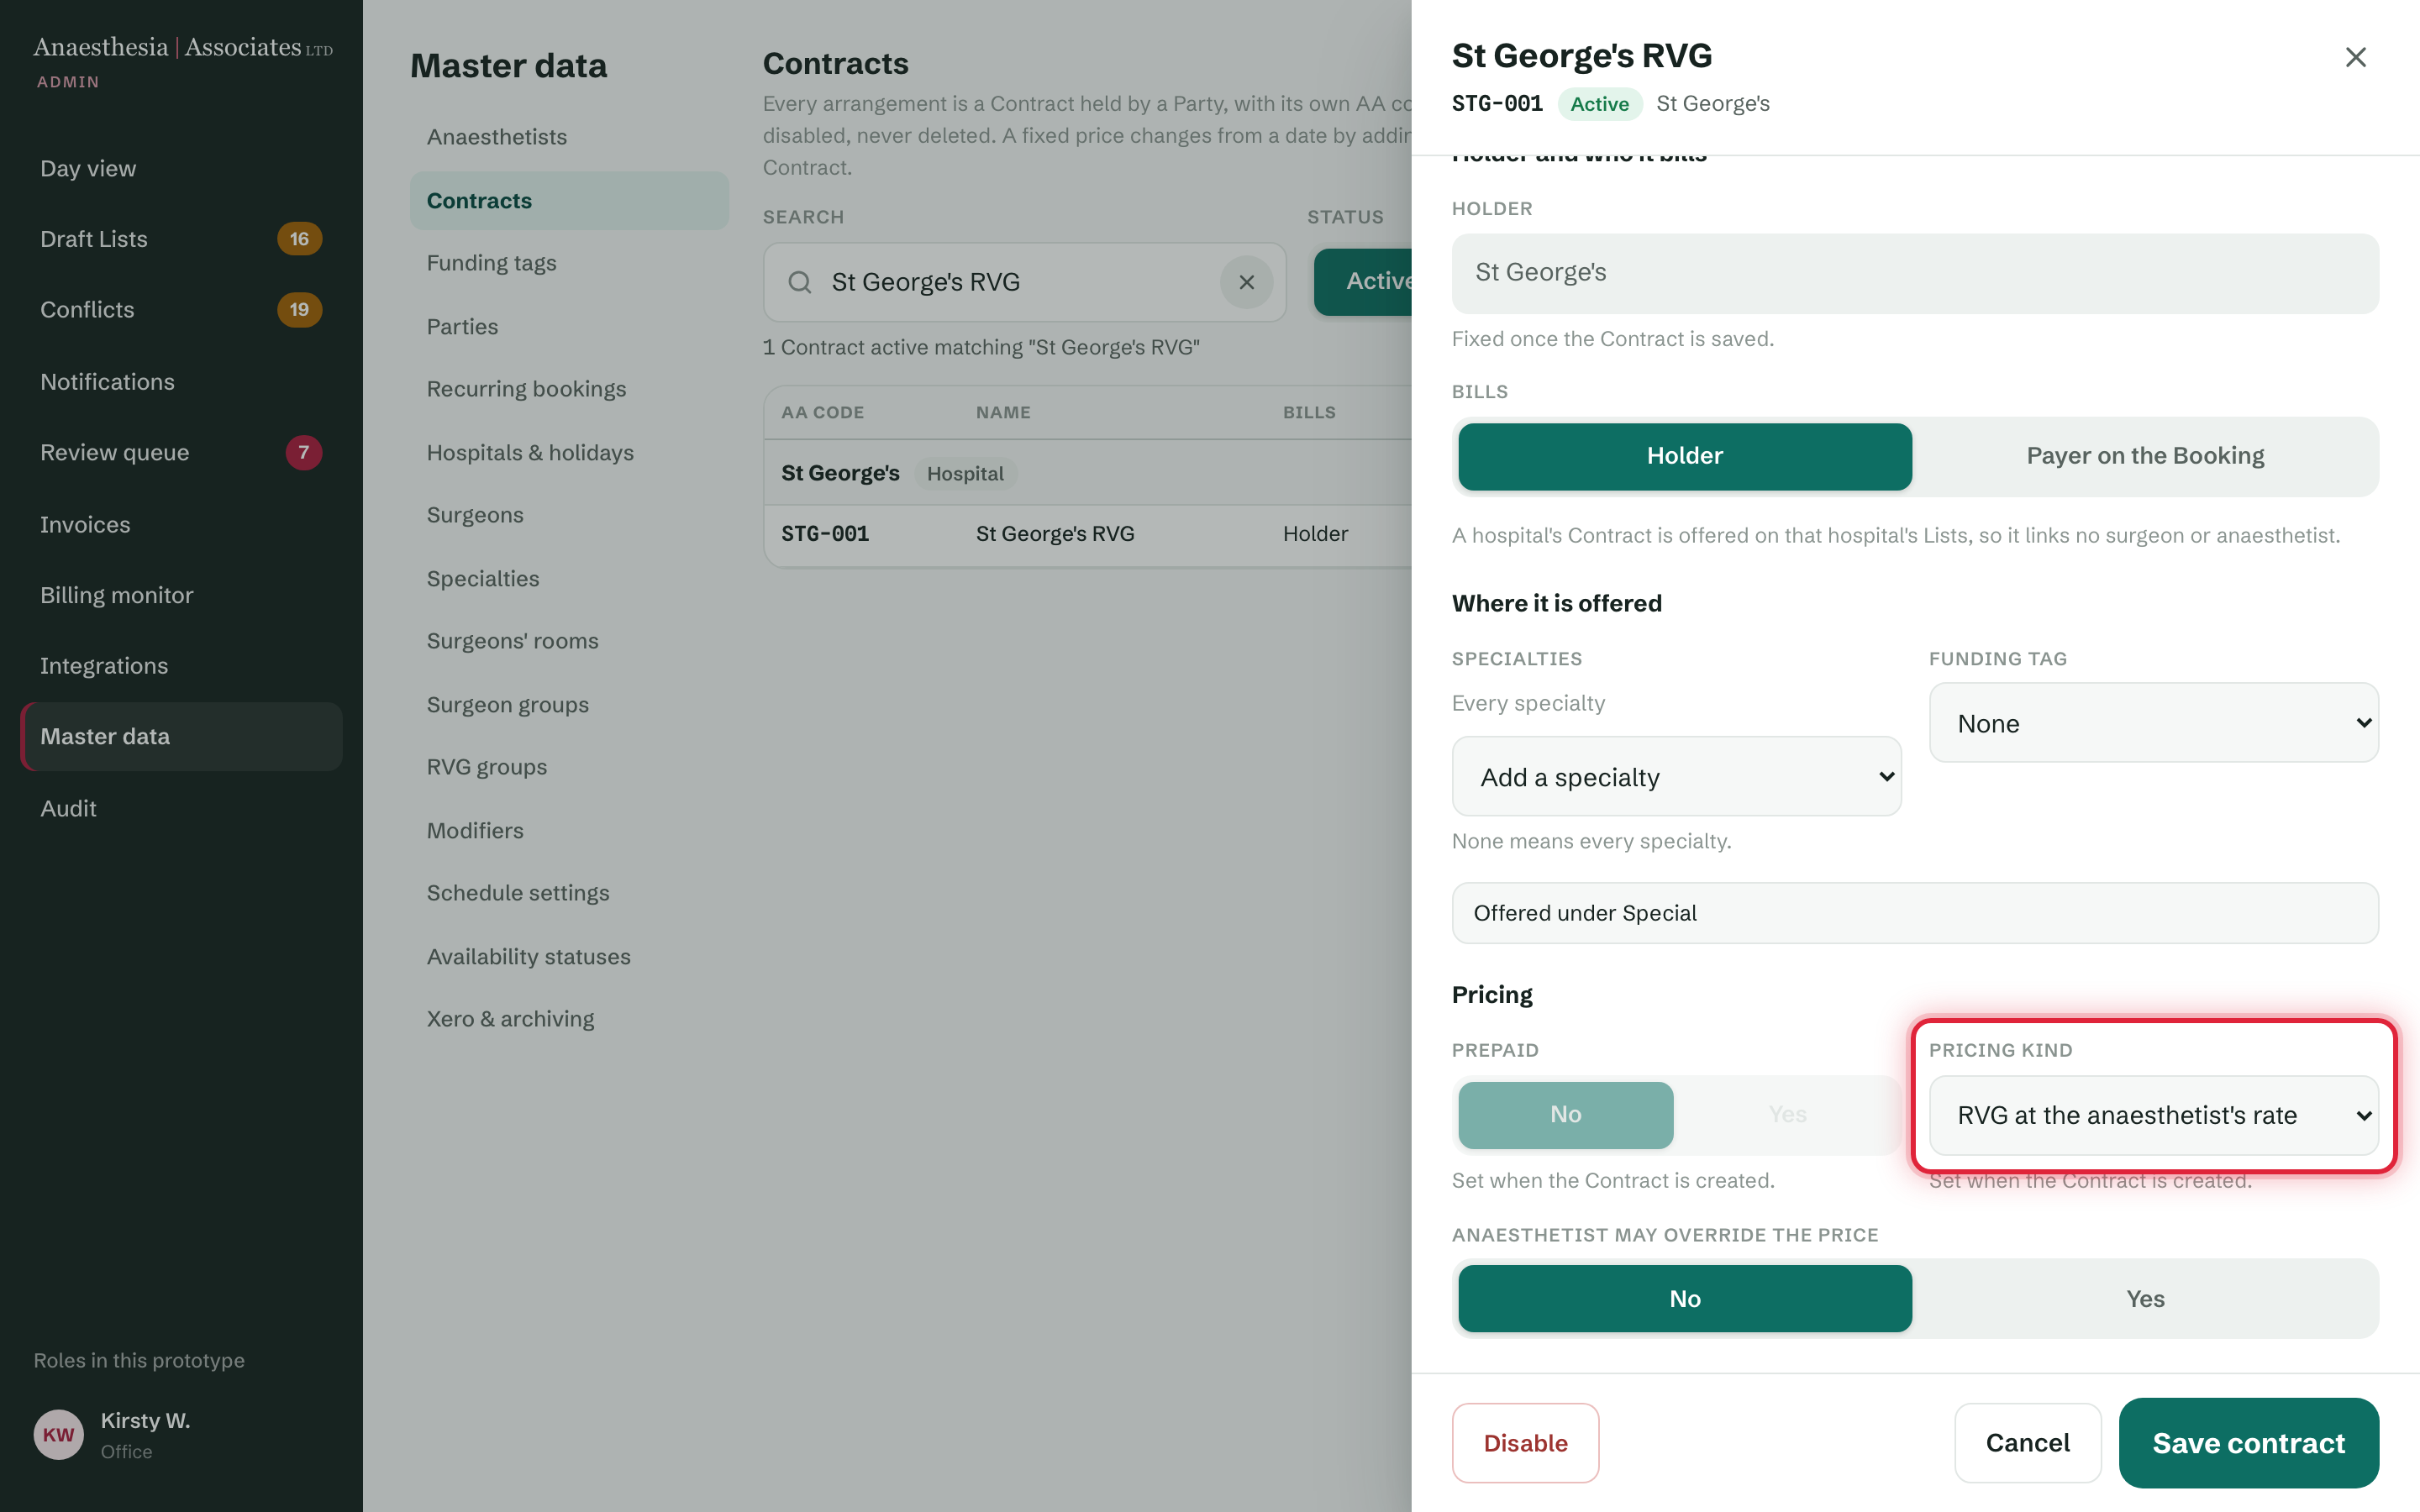 Anaesthesia | Associates LTD
ADMIN
Day view
Draft Lists 16
Conflicts 19
Notifications
Review queue 7
Invoices
Billing monitor
Integrations
Master data
Audit
Roles in this prototype
KW
Kirsty W.
Office
Master data
Anaesthetists
Contracts
Funding tags
Parties
Recurring bookings
Hospitals & holidays
Surgeons
Specialties
Surgeons' rooms
Surgeon groups
RVG groups
Modifiers
Schedule settings
Availability statuses
Xero & archiving
Contracts
Every arrangement is a Contract held by a Party, with its own AA co
disabled, never deleted. A fixed price changes from a date by addin
Contract.
SEARCH STATUS
St George's RVG Active
1 Contract active matching "St George's RVG"
AA CODE NAME BILLS
St George's Hospital
STG-001 St George's RVG Holder
St George's RVG
STG-001 Active St George's
Holder and who it bills
HOLDER
St George's
Fixed once the Contract is saved.
BILLS
Holder Payer on the Booking
A hospital's Contract is offered on that hospital's Lists, so it links no surgeon or anaesthetist.
Where it is offered
SPECIALTIES FUNDING TAG
Every specialty
None
Add a specialty
None means every specialty.
Offered under Special
Pricing
PREPAID PRICING KIND
No Yes RVG at the anaesthetist's rate
Set when the Contract is created. Set when the Contract is created.
ANAESTHETIST MAY OVERRIDE THE PRICE
No Yes
Disable Cancel Save contract